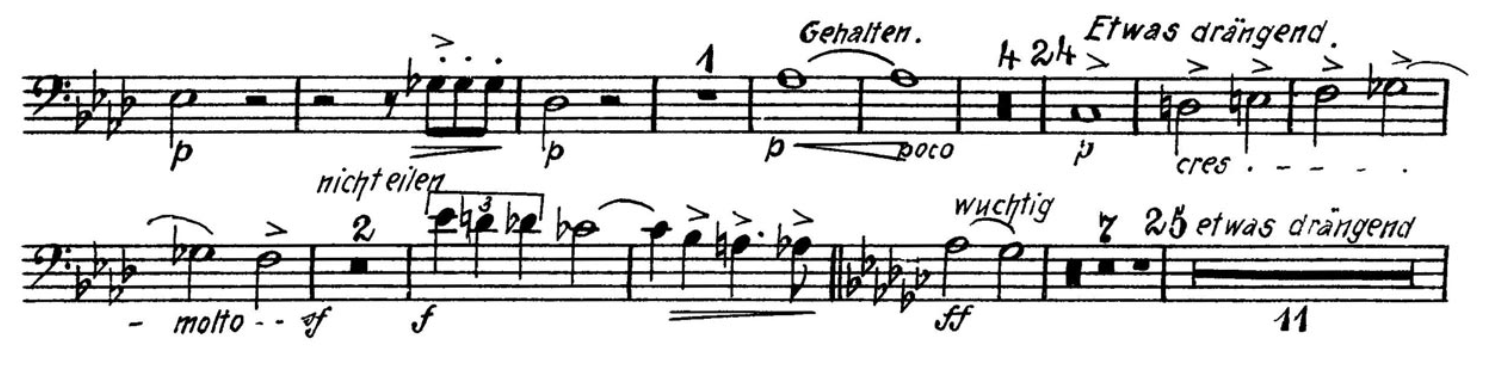 Gehalten. Etwas drängend.
1 4 24
p p p poco p cres . - - - .
nicht eilen wuchtig
2 3 7 25 etwas drängend
- molto - - sf f ff 11